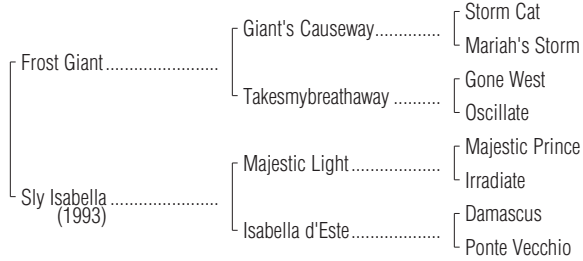 Storm Cat
Giant's Causeway..............
Mariah's Storm
Frost Giant........................
Gone West
Takesmybreathaway ..........
Oscillate
Majestic Prince
Majestic Light...................
Irradiate
Sly Isabella.......................
(1993)
Damascus
Isabella d'Este...................
Ponte Vecchio